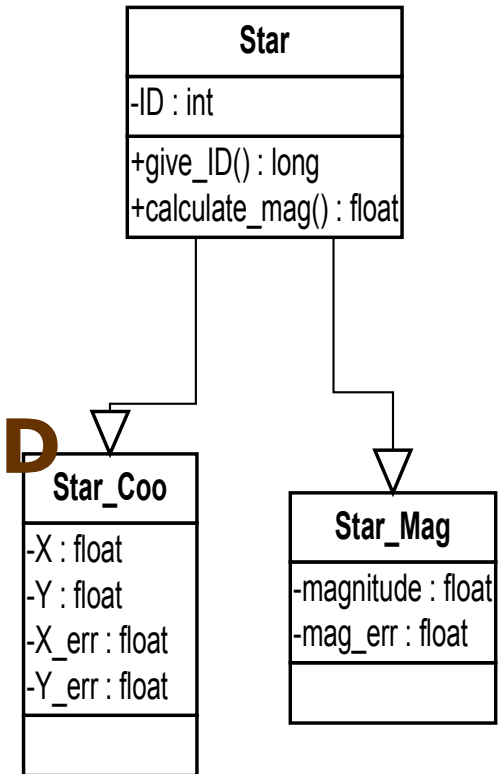 Star
-ID : int
+give_ID() : long
+calculate_mag() : float
D
Star_Coo
-X : float
-Y : float
-X_err : float
-Y_err : float
Star_Mag
-magnitude : float
-mag_err : float